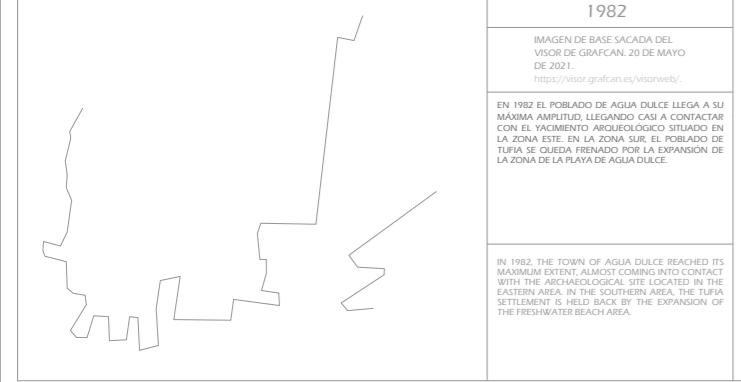 1982
IMAGEN DE BASE SACADA DEL
VISOR DE GRAFCAN. 20 DE MAYO
DE 2021.
https://visor.grafcan.es/visorweb/.
EN 1982 EL POBLADO DE AGUA DULCE LLEGA A SU
MÁXIMA AMPLITUD, LLEGANDO CASI A CONTACTAR
CON EL YACIMIENTO ARQUEOLÓGICO SITUADO EN
LA ZONA ESTE. EN LA ZONA SUR, EL POBLADO DE
TUFIA SE QUEDA FRENADO POR LA EXPANSIÓN DE
LA ZONA DE LA PLAYA DE AGUA DULCE.
IN 1982, THE TOWN OF AGUA DULCE REACHED ITS
MAXIMUM EXTENT, ALMOST COMING INTO CONTACT
WITH THE ARCHAEOLOGICAL SITE LOCATED IN THE
EASTERN AREA. IN THE SOUTHERN AREA, THE TUFIA
SETTLEMENT IS HELD BACK BY THE EXPANSION OF
THE FRESHWATER BEACH AREA.